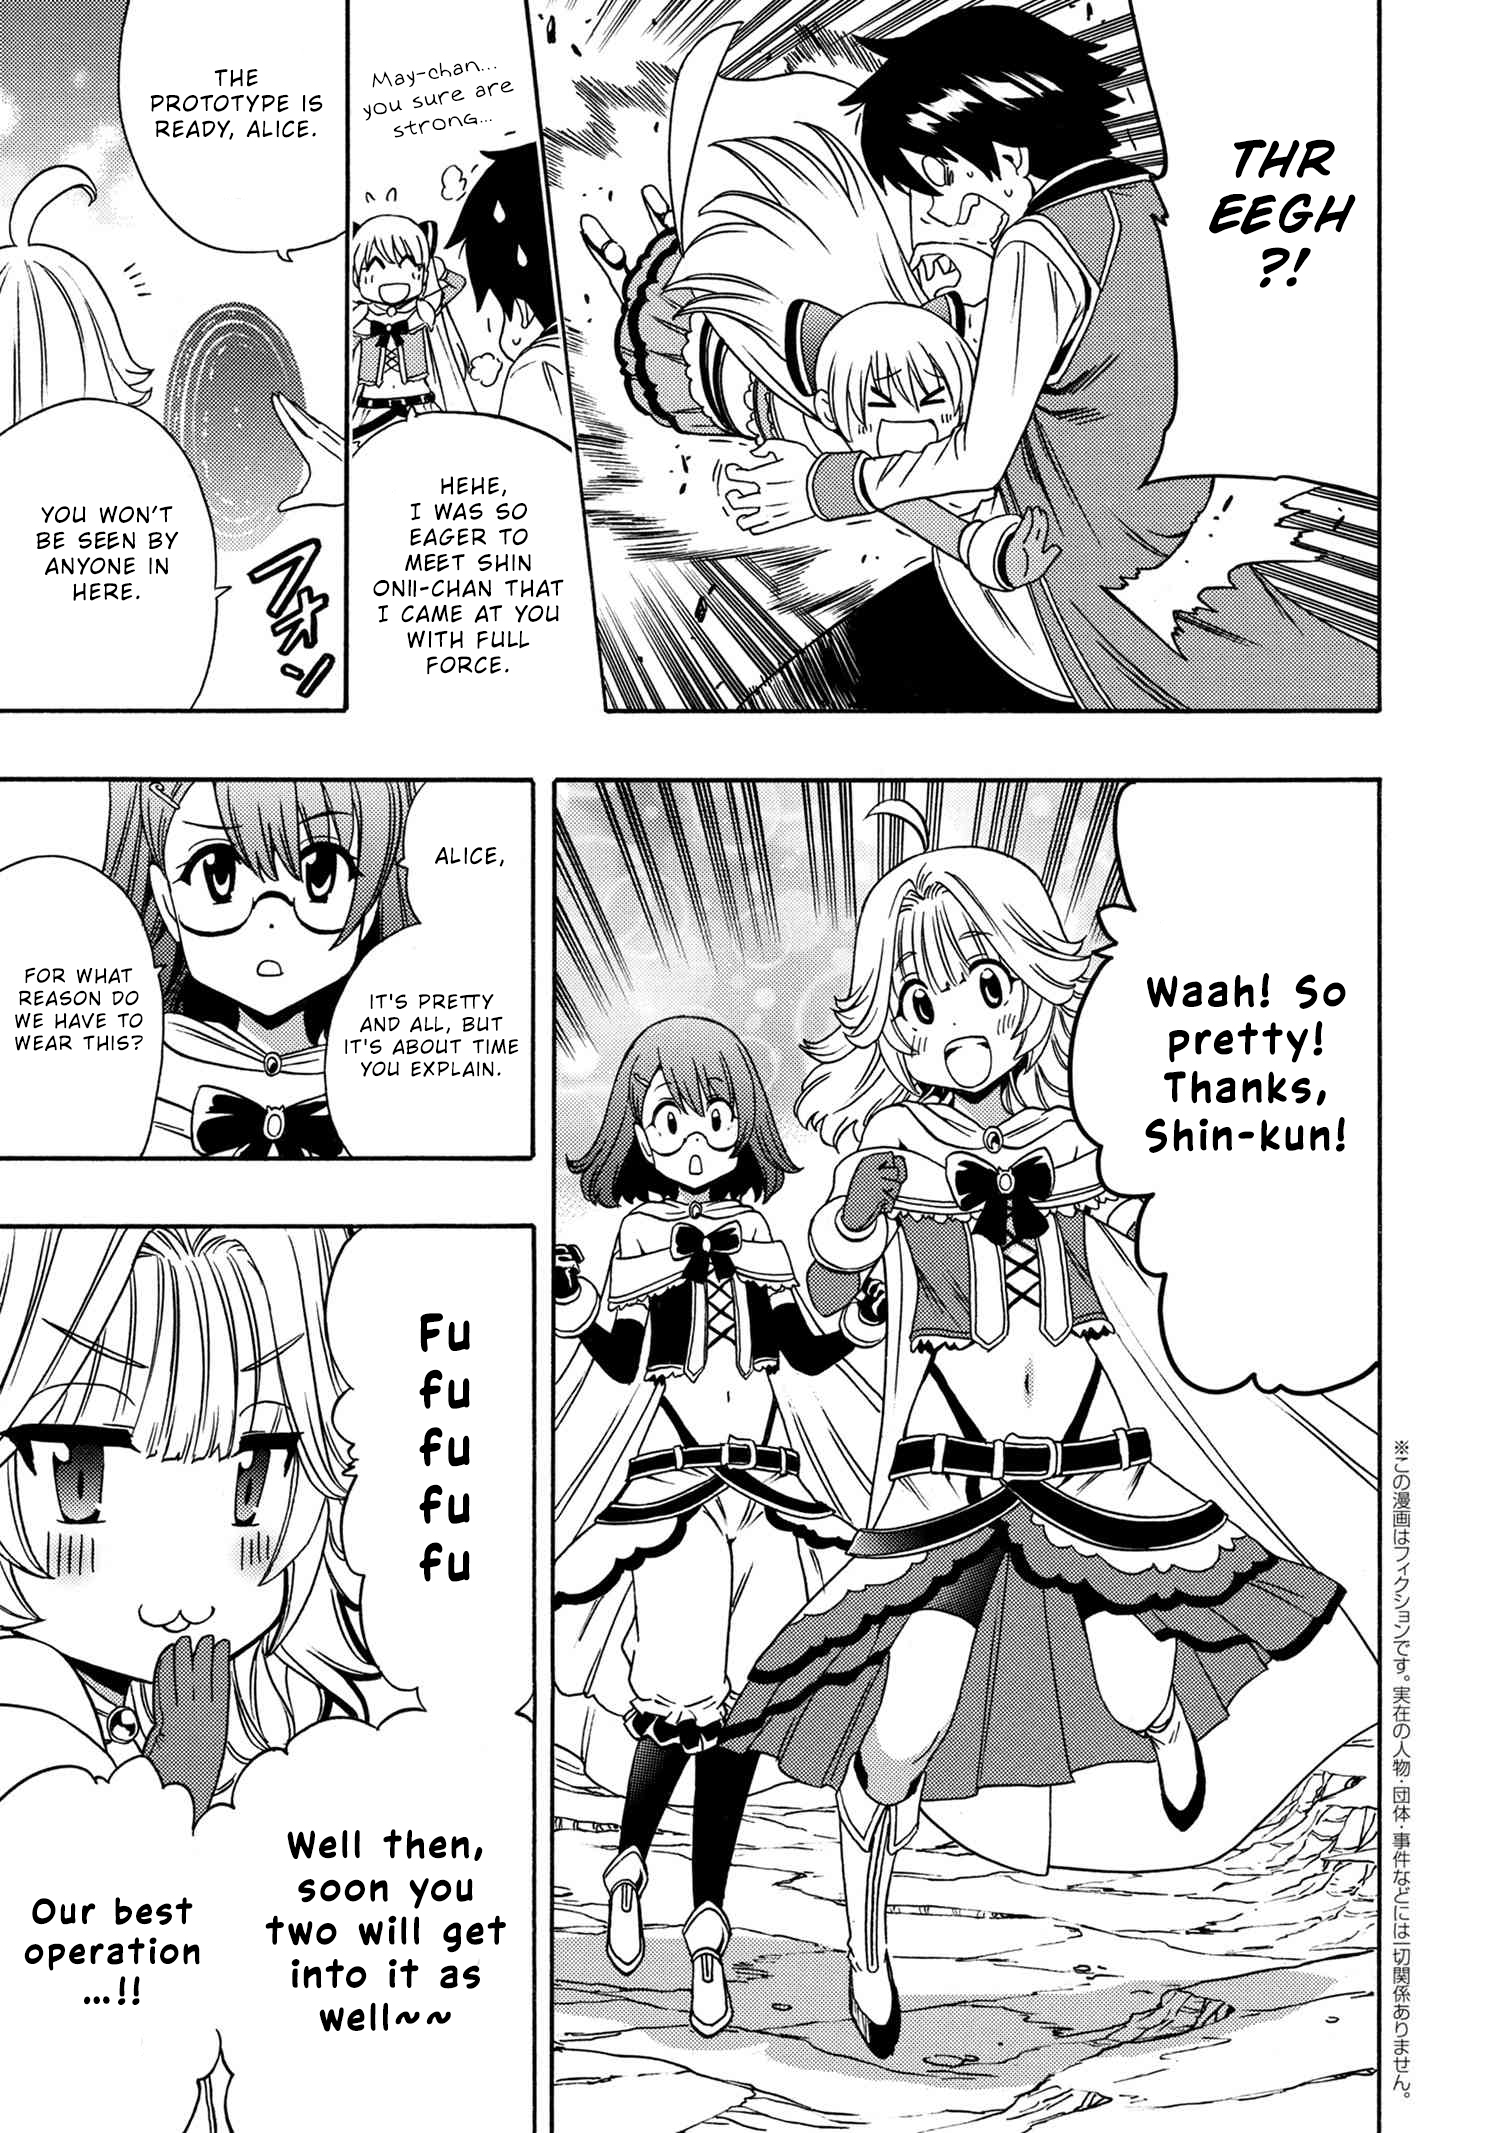 THR
EEGH
?!
May-chan...
you sure are
strong...
HEHE,
I WAS SO
EAGER TO
MEET SHIN
ONII-CHAN THAT
I CAME AT YOU
WITH FULL
FORCE.
THE
PROTOTYPE IS
READY, ALICE.
YOU WON'T
BE SEEN BY
ANYONE IN
HERE.
フォン
Waah! So
pretty!
Thanks,
Shin-kun!
ALICE,
IT'S PRETTY
AND ALL, BUT
IT'S ABOUT TIME
YOU EXPLAIN.
FOR WHAT
REASON DO
WE HAVE TO
WEAR THIS?
Fu
fu
fu
fu
fu
Well then,
soon you
two will get
into it as
well~~
Our best
operation
...!!
※この漫画はフィクションです。実在の人物・団体・事件などには一切関係ありません。